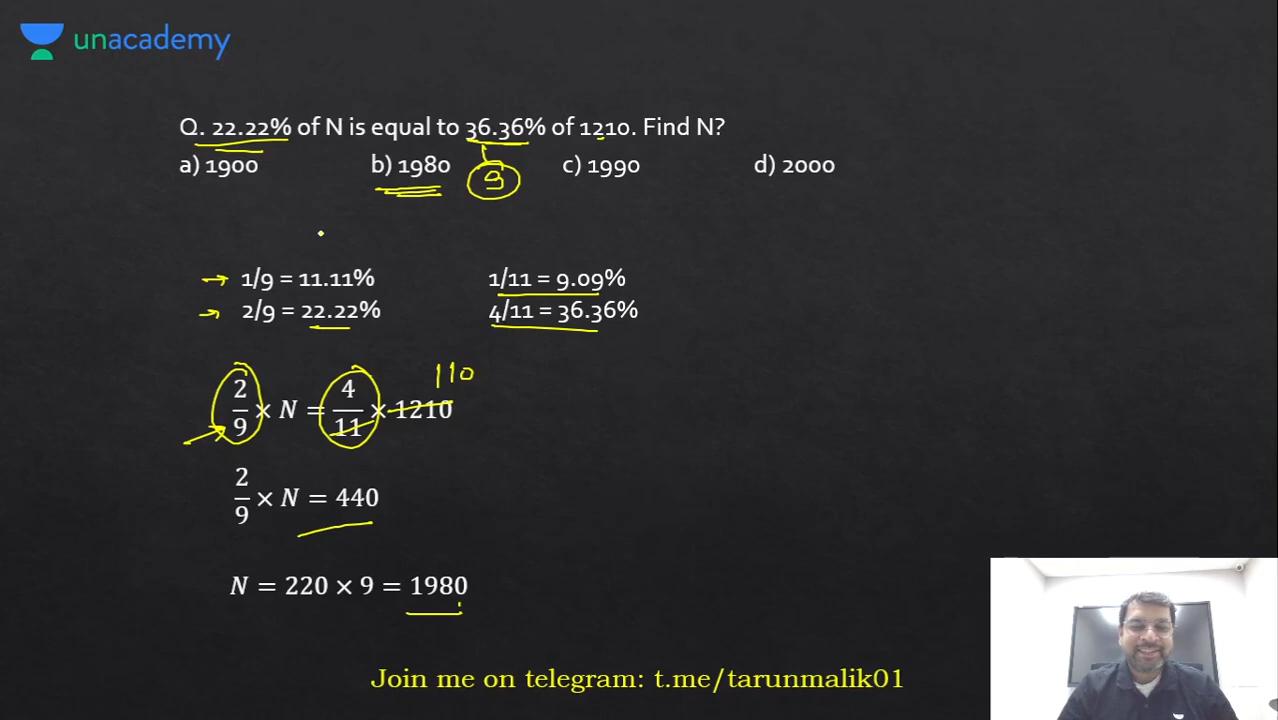 unacademy
Q. 22.22% of N is equal to 36.36% of 1210. Find N?
a) 1900 b) 1980 c) 1990 d) 2000
9
1/9 = 11.11% 1/11 = 9.09%
2/9 = 22.22% 4/11 = 36.36%
110
2/9 × N = 4/11 × 1210
2/9 × N = 440
N = 220 × 9 = 1980
Join me on telegram: t.me/tarunmalik01